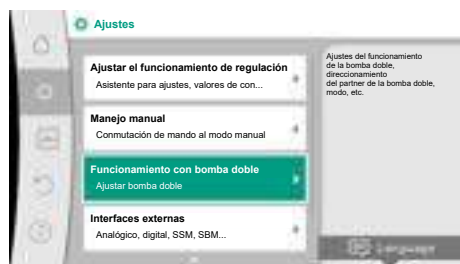 Ajustes
Ajustar el funcionamiento de regulación
Asistente para ajustes, valores de con...
Manejo manual
Conmutación de mando al modo manual
Funcionamiento con bomba doble
Ajustar bomba doble
Interfaces externas
Analógico, digital, SSM, SBM...
Ajustes del funcionamiento
de la bomba doble,
direccionamiento
del partner de la bomba doble,
modo, etc.
Language